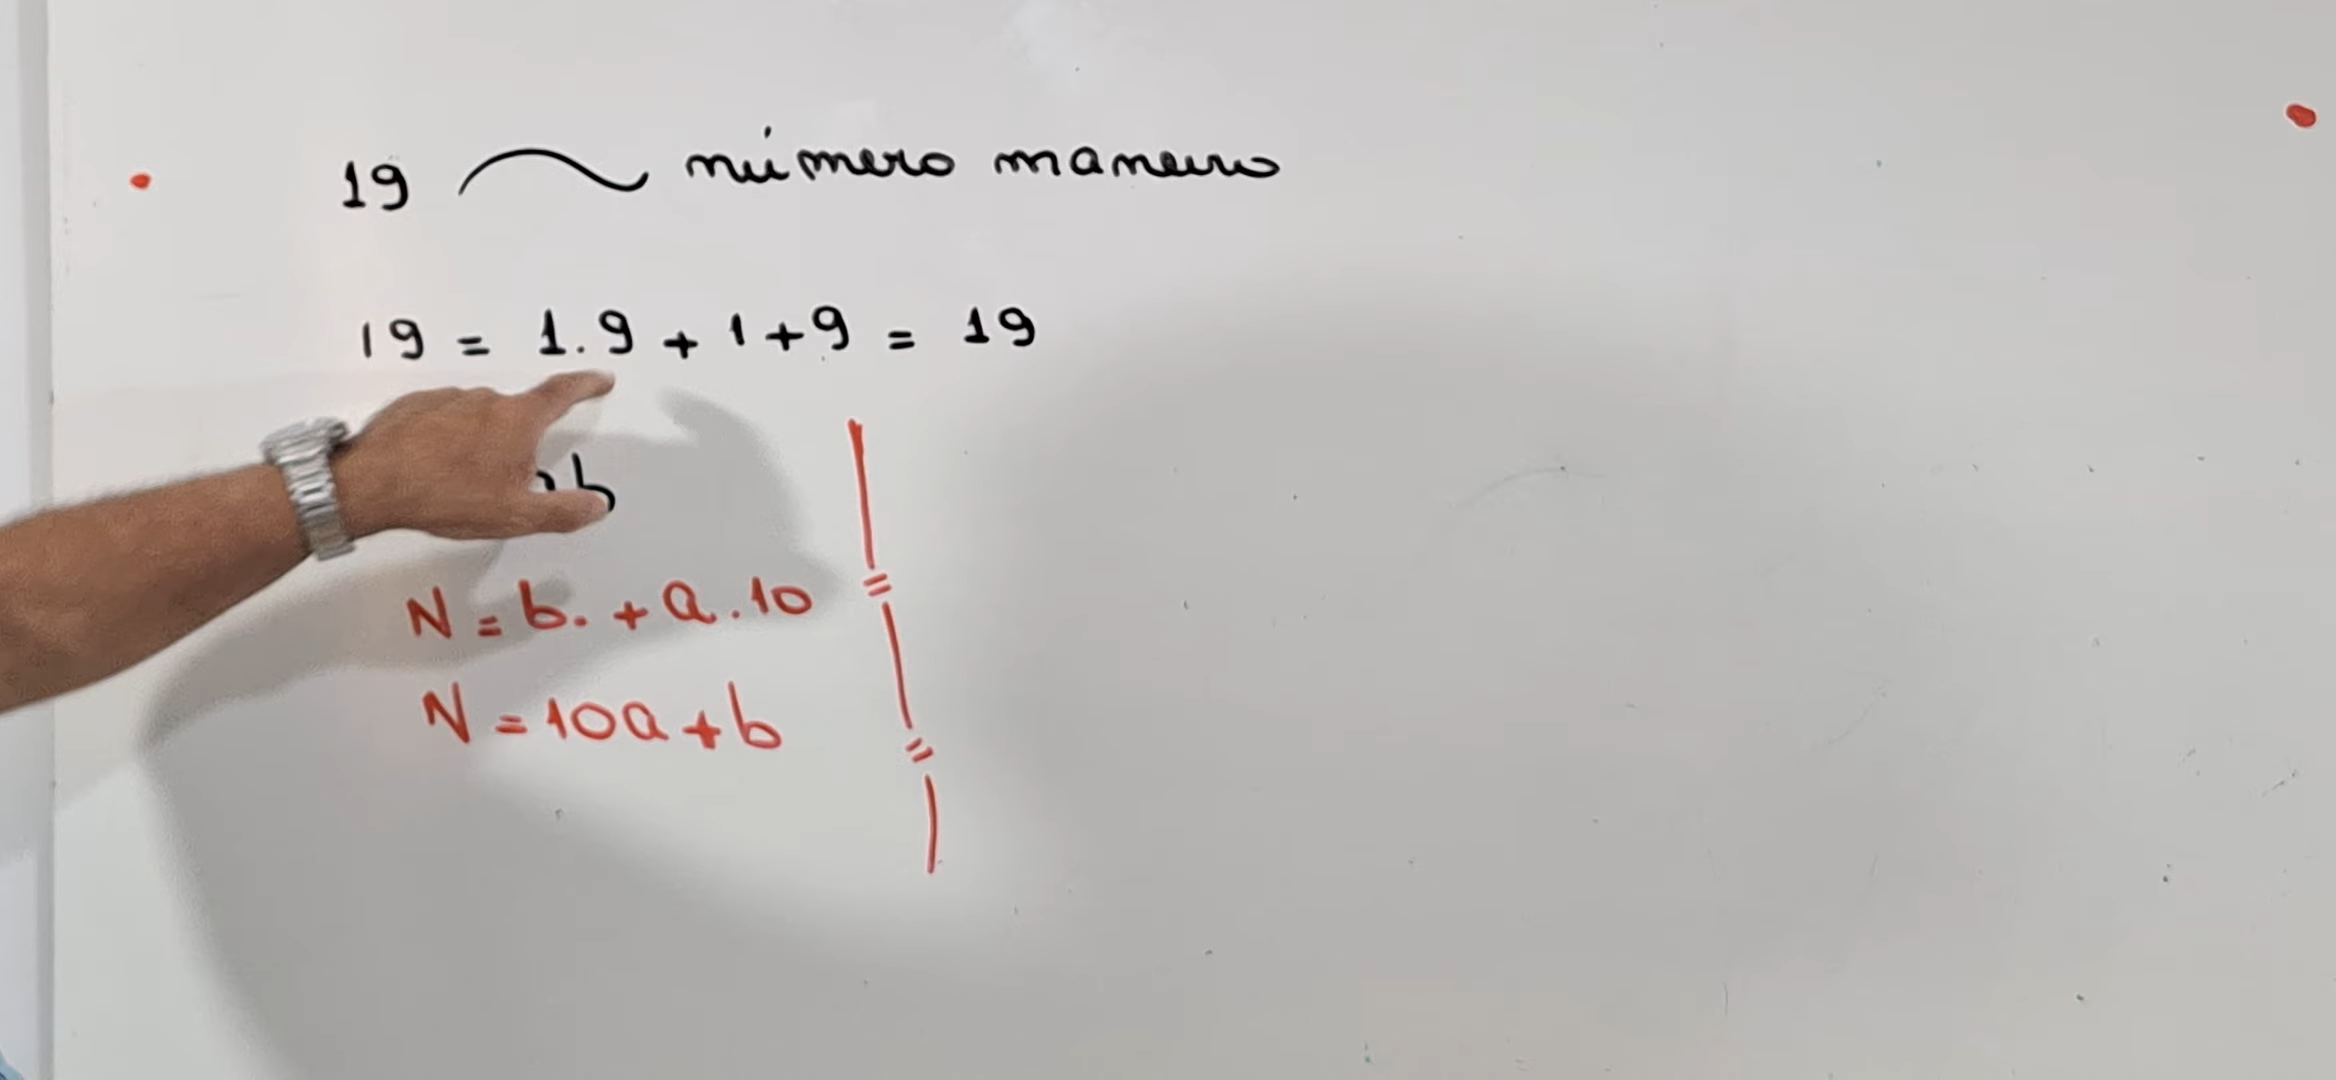 19 número maneiro
19 = 1.9 + 1+9 = 19
b
N = b. + a.10
N = 10a + b